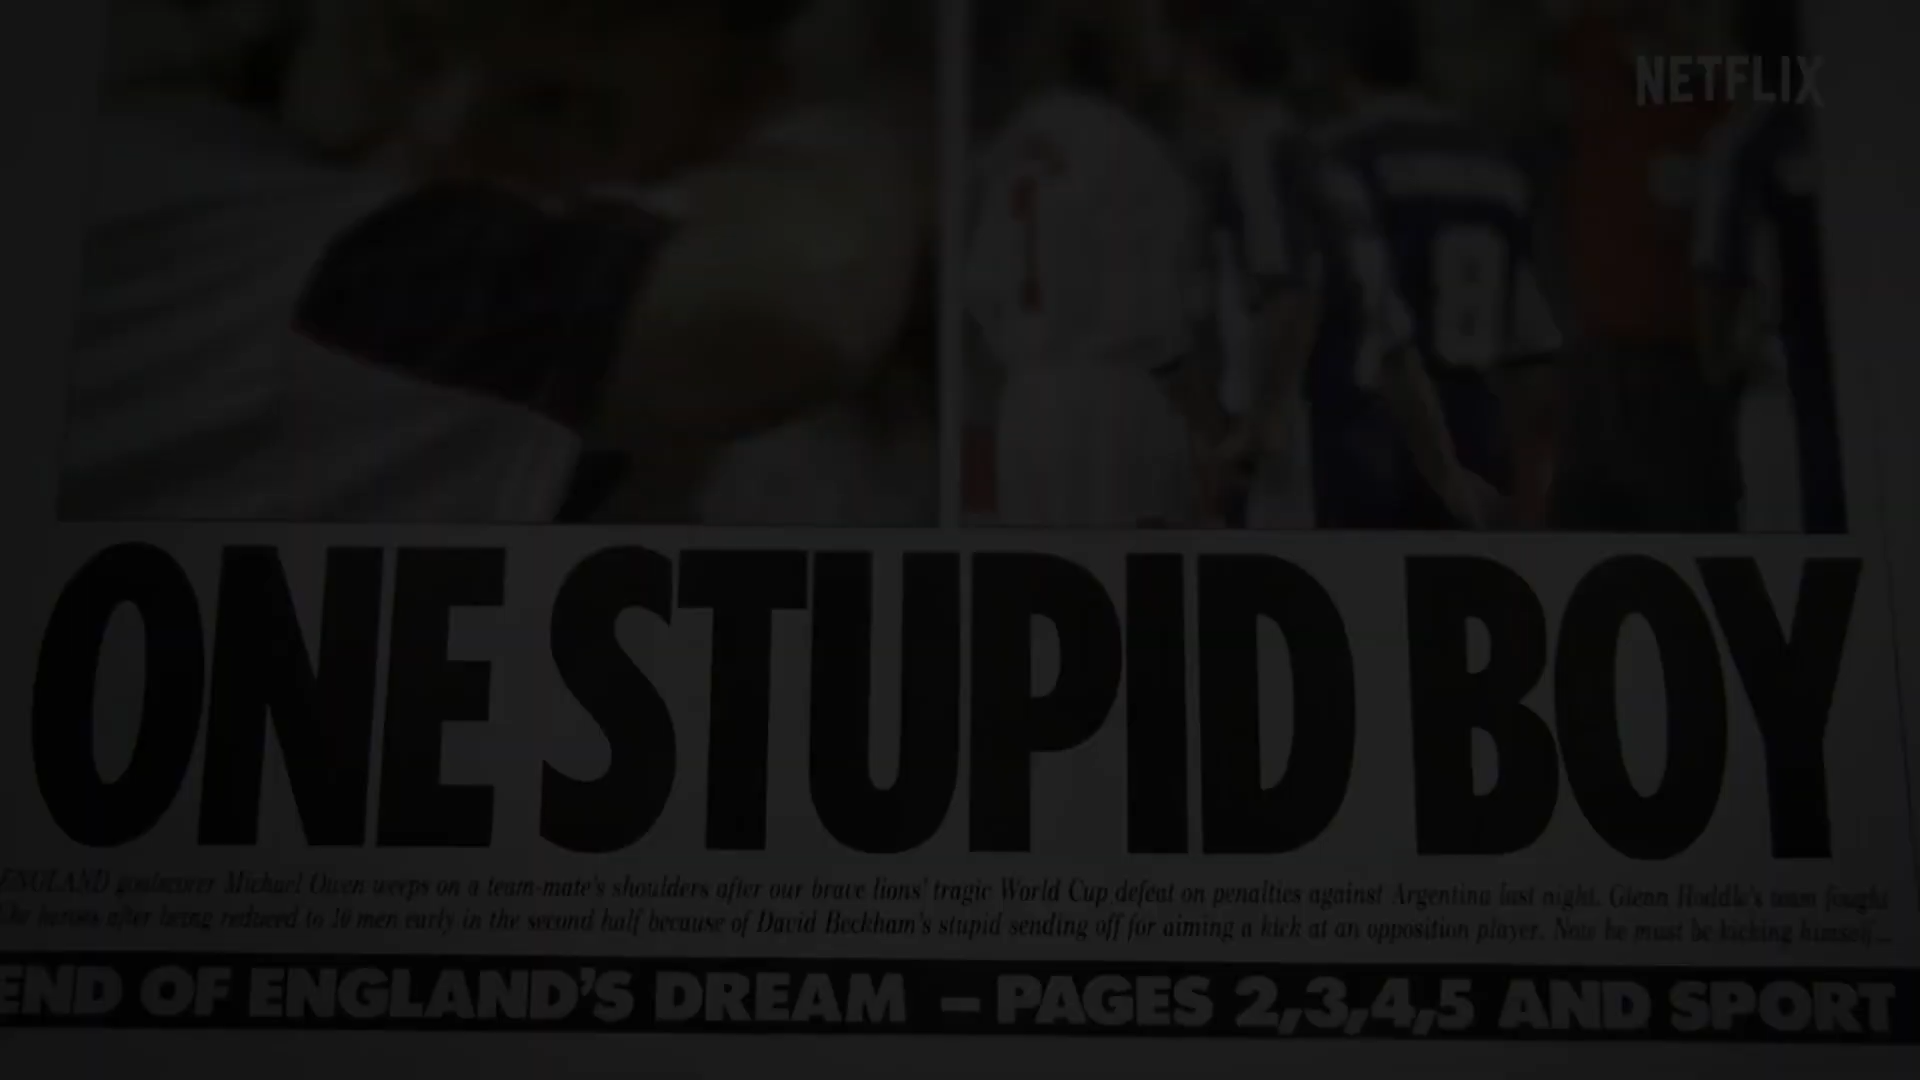 NETFLIX
ONE STUPID BOY
ENGLAND goalscorer Michael Owen weeps on a team-mate's shoulders after our brave lions' tragic World Cup defeat on penalties against Argentina last night. Glenn Hoddle's team fought
like heroes after being reduced to 10 men early in the second half because of David Beckham's stupid sending off for aiming a kick at an opposition player. Now he must be kicking himself...
END OF ENGLAND'S DREAM – PAGES 2,3,4,5 AND SPORT